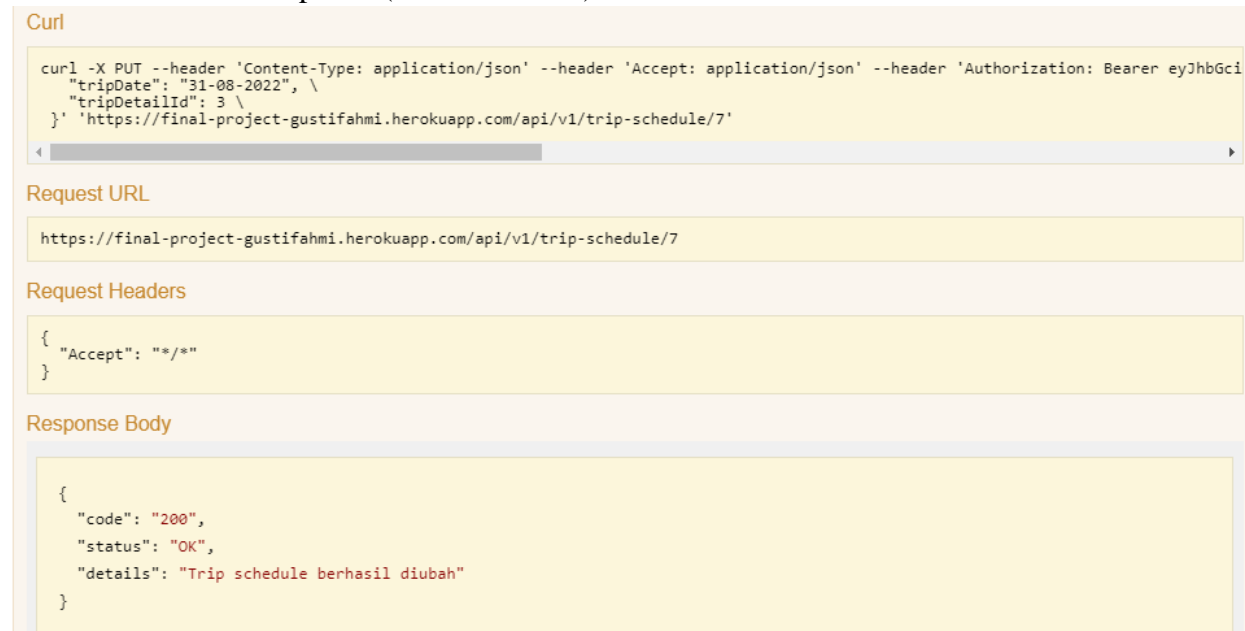 Curl
curl -X PUT --header 'Content-Type: application/json' --header 'Accept: application/json' --header 'Authorization: Bearer eyJhbGci
"tripDate": "31-08-2022", \
"tripDetailId": 3 \
}' 'https://final-project-gustifahmi.herokuapp.com/api/v1/trip-schedule/7'
Request URL
https://final-project-gustifahmi.herokuapp.com/api/v1/trip-schedule/7
Request Headers
{
"Accept": "*/*"
}
Response Body
{
"code": "200",
"status": "OK",
"details": "Trip schedule berhasil diubah"
}